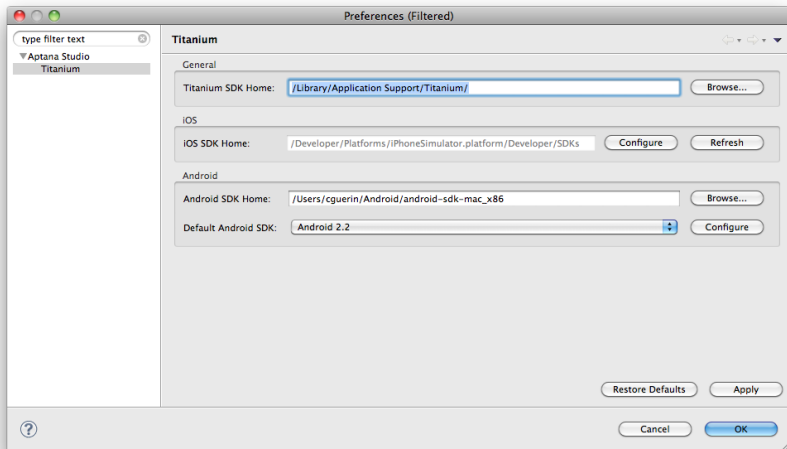 Preferences (Filtered)
type filter text
Aptana Studio
Titanium
Titanium
General
Titanium SDK Home: /Library/Application Support/Titanium/ Browse...
iOS
iOS SDK Home: /Developer/Platforms/iPhoneSimulator.platform/Developer/SDKs Configure Refresh
Android
Android SDK Home: /Users/cguerin/Android/android-sdk-mac_x86 Browse...
Default Android SDK: Android 2.2 Configure
Restore Defaults Apply
? Cancel OK